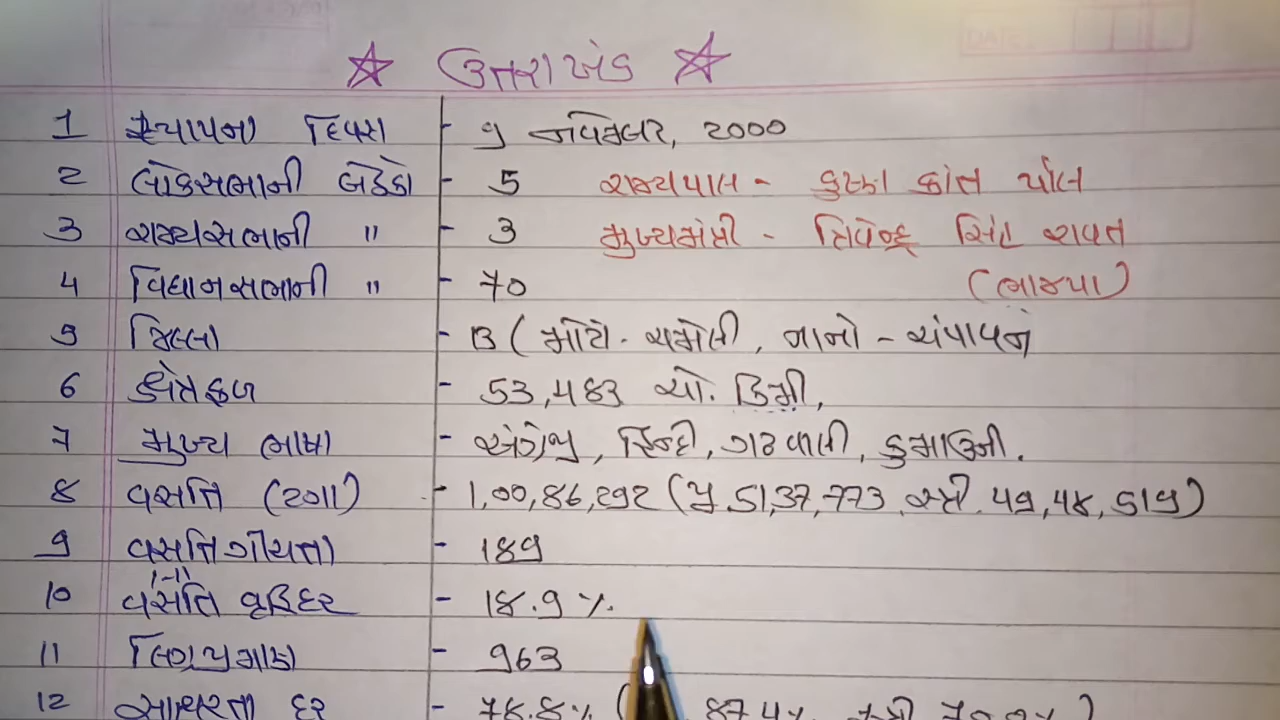 ☆ ઉત્તરાખંડ ☆
1 સ્થાપના દિવસ - 9 નવેમ્બર, 2000
2 લોકસભાની બેઠકો - 5 રાજ્યપાલ - કૃષ્ણ કાંત પોલ
3 રાજ્યસભાની " - 3 મુખ્યમંત્રી - ત્રિવેન્દ્ર સિંહ રાવત
4 વિધાનસભાની " - 70 (ભાજપા)
5 જિલ્લા - 13 (મોટો - ચમોલી, નાનો - ચંપાવત
6 ક્ષેત્રફળ - 53,483 ચો. કિમી,
7 મુખ્ય ભાષા - અંગ્રેજી, હિન્દી, ગઢવાલી, કુમાઉની.
8 વસતિ (2011) - 1,00,86,292 (પુ. 51,37,773 સ્ત્રી. 49,48,519)
9 વસતિગીચતા - 189
10 વસતિ વૃદ્ધિદર - 18.9 %
11 લિંગપ્રમાણ - 963
12 સાક્ષરતા દર - 78.8% ( 87.4% સ્ત્રી